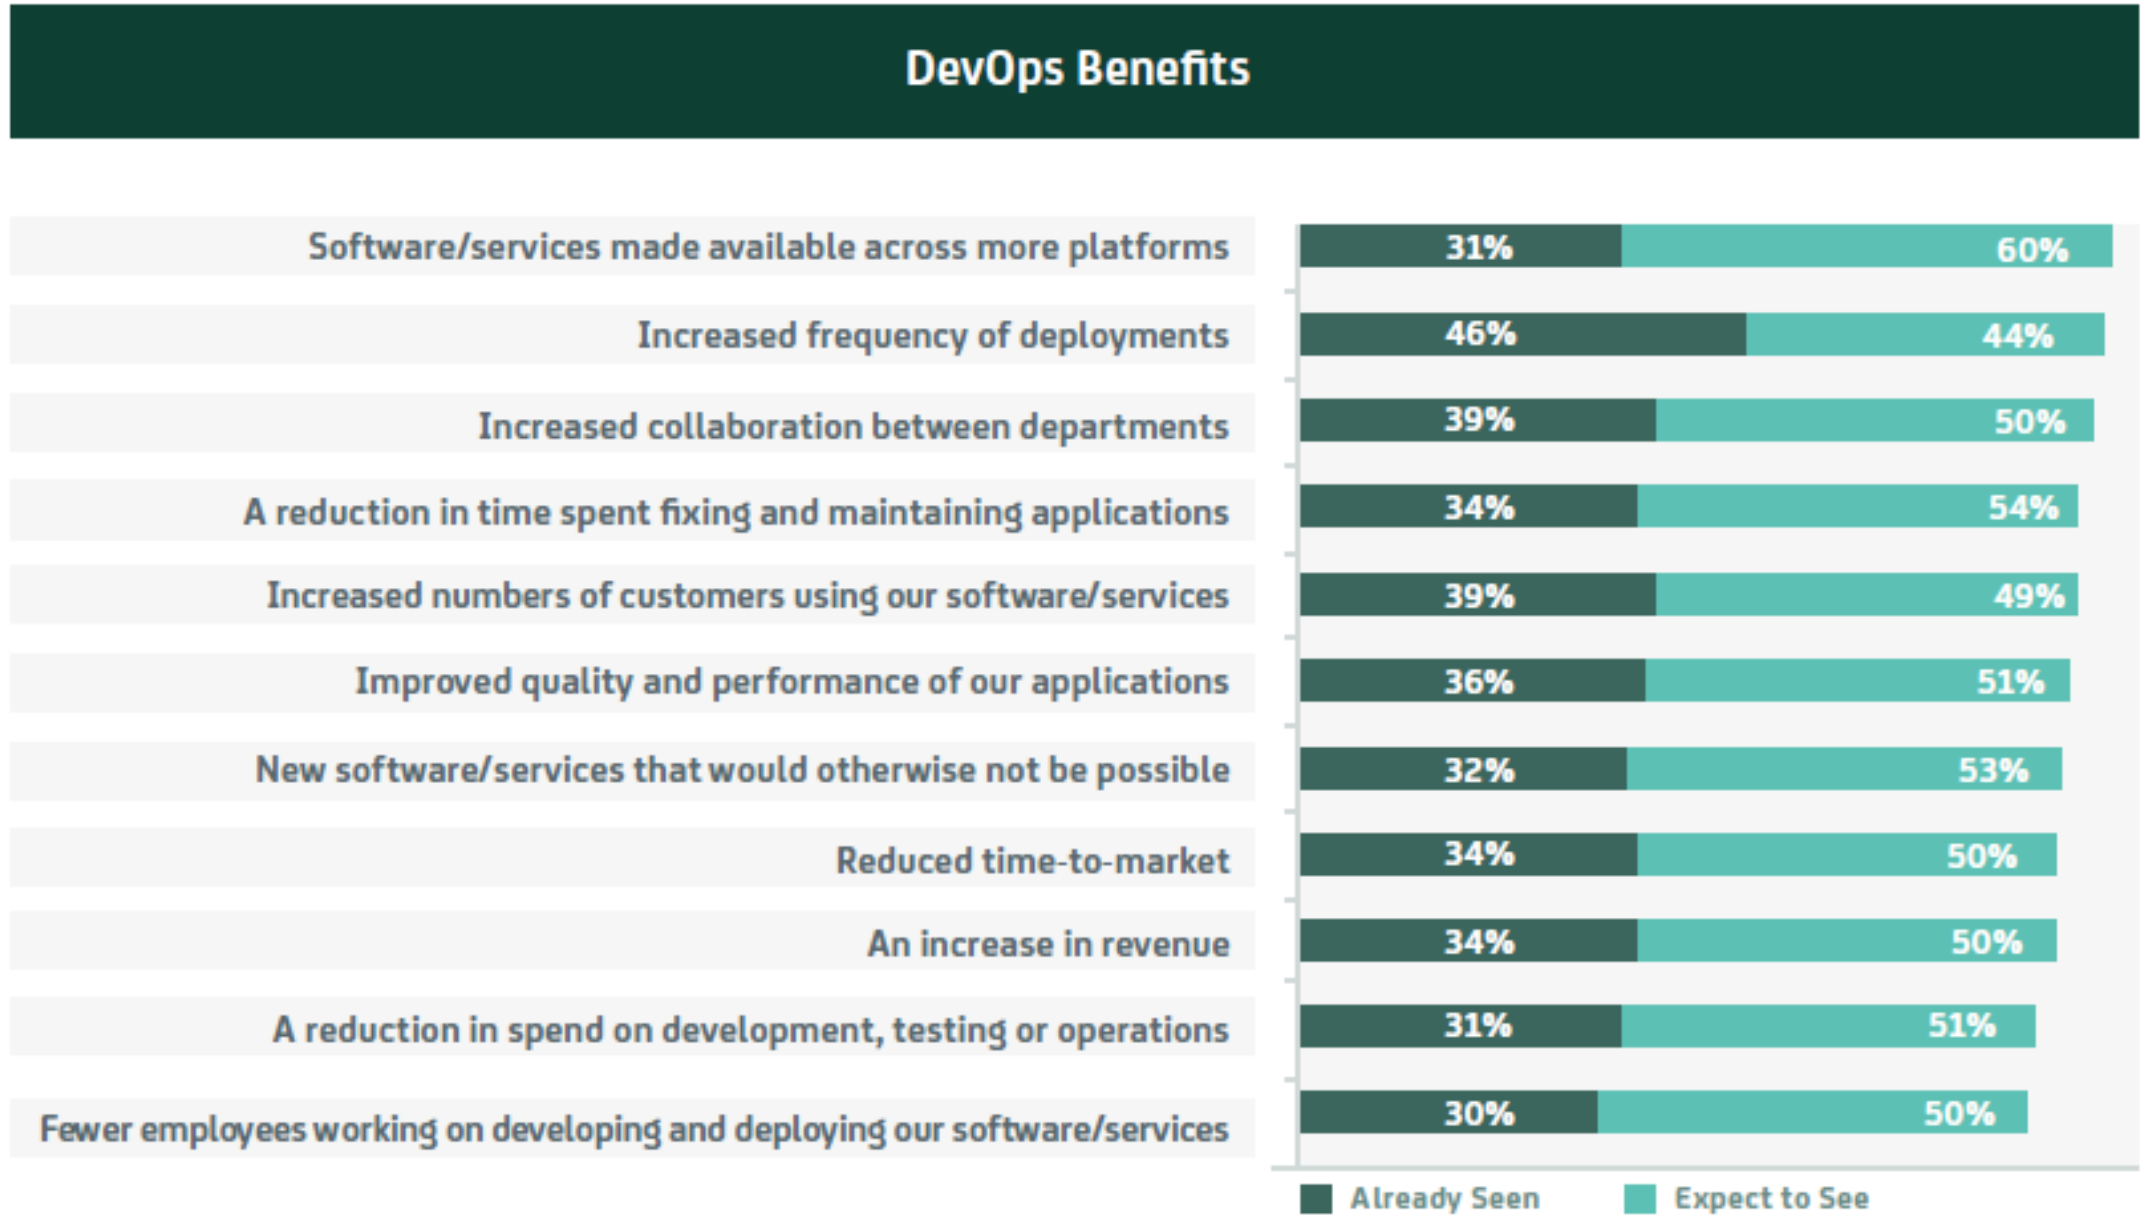 DevOps Benefits
Software/services made available across more platforms 31% 60%
Increased frequency of deployments 46% 44%
Increased collaboration between departments 39% 50%
A reduction in time spent fixing and maintaining applications 34% 54%
Increased numbers of customers using our software/services 39% 49%
Improved quality and performance of our applications 36% 51%
New software/services that would otherwise not be possible 32% 53%
Reduced time-to-market 34% 50%
An increase in revenue 34% 50%
A reduction in spend on development, testing or operations 31% 51%
Fewer employees working on developing and deploying our software/services 30% 50%
Already Seen Expect to See